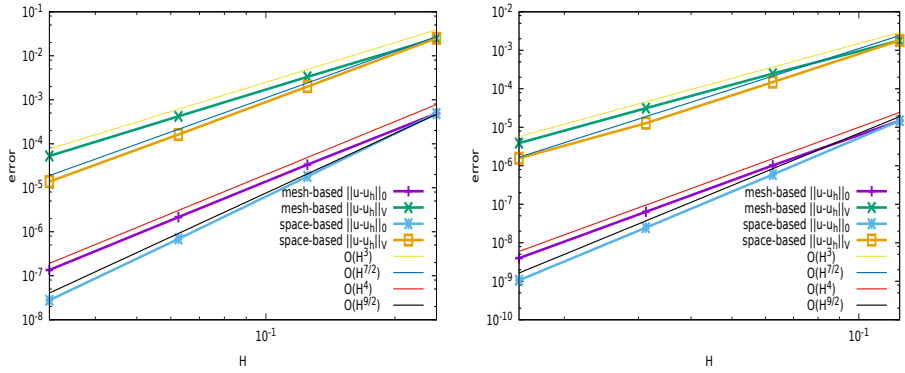 10^-1
10^-2
10^-3
10^-4
10^-5
10^-6
10^-7
10^-8
error
10^-1
H
mesh-based ||u-u_h||_0
mesh-based ||u-u_h||_V
space-based ||u-u_h||_0
space-based ||u-u_h||_V
O(H^3)
O(H^7/2)
O(H^4)
O(H^9/2)
10^-2
10^-3
10^-4
10^-5
10^-6
10^-7
10^-8
10^-9
10^-10
error
10^-1
H
mesh-based ||u-u_h||_0
mesh-based ||u-u_h||_V
space-based ||u-u_h||_0
space-based ||u-u_h||_V
O(H^3)
O(H^7/2)
O(H^4)
O(H^9/2)